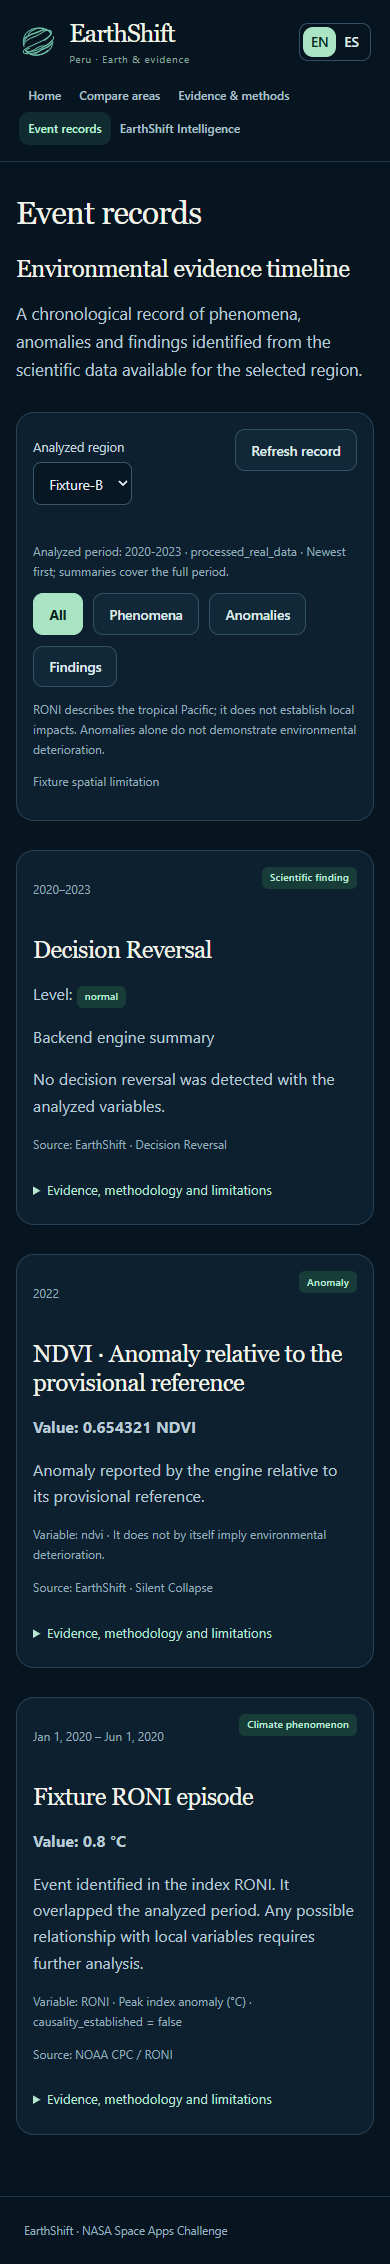 EarthShift
Peru · Earth & evidence
EN ES
Home Compare areas Evidence & methods
Event records EarthShift Intelligence
Event records
Environmental evidence timeline
A chronological record of phenomena,
anomalies and findings identified from the
scientific data available for the selected region.
Analyzed region
Refresh record
Fixture-B
Analyzed period: 2020-2023 · processed_real_data · Newest
first; summaries cover the full period.
All Phenomena Anomalies
Findings
RONI describes the tropical Pacific; it does not establish local
impacts. Anomalies alone do not demonstrate environmental
deterioration.
Fixture spatial limitation
Scientific finding
2020–2023
Decision Reversal
Level: normal
Backend engine summary
No decision reversal was detected with the
analyzed variables.
Source: EarthShift · Decision Reversal
Evidence, methodology and limitations
Anomaly
2022
NDVI · Anomaly relative to the
provisional reference
Value: 0.654321 NDVI
Anomaly reported by the engine relative to
its provisional reference.
Variable: ndvi · It does not by itself imply environmental
deterioration.
Source: EarthShift · Silent Collapse
Evidence, methodology and limitations
Climate phenomenon
Jan 1, 2020 – Jun 1, 2020
Fixture RONI episode
Value: 0.8 °C
Event identified in the index RONI. It
overlapped the analyzed period. Any possible
relationship with local variables requires
further analysis.
Variable: RONI · Peak index anomaly (°C) ·
causality_established = false
Source: NOAA CPC / RONI
Evidence, methodology and limitations
EarthShift · NASA Space Apps Challenge